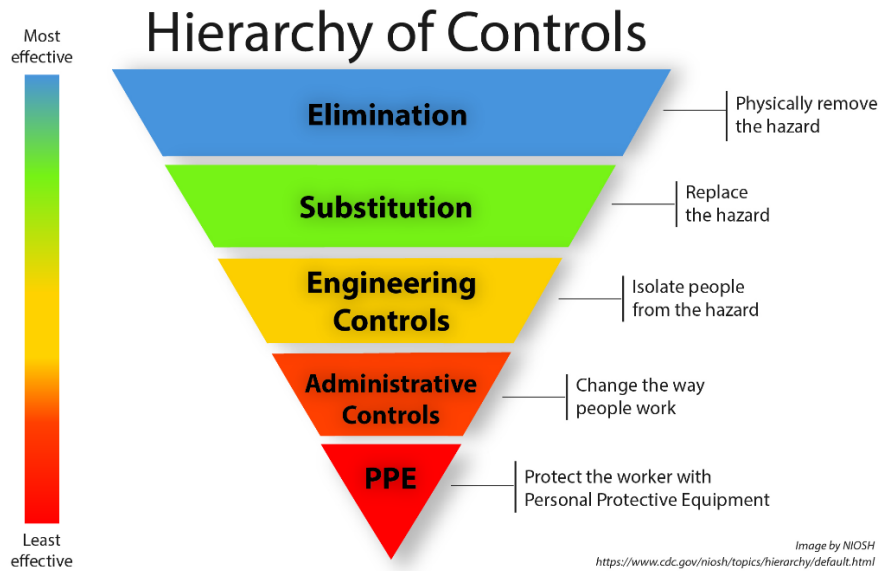 Hierarchy of Controls
Most
effective
Elimination
Physically remove
the hazard
Substitution
Replace
the hazard
Engineering
Controls
Isolate people
from the hazard
Administrative
Controls
Change the way
people work
PPE
Protect the worker with
Personal Protective Equipment
Least
effective
Image by NIOSH
https://www.cdc.gov/niosh/topics/hierarchy/default.html